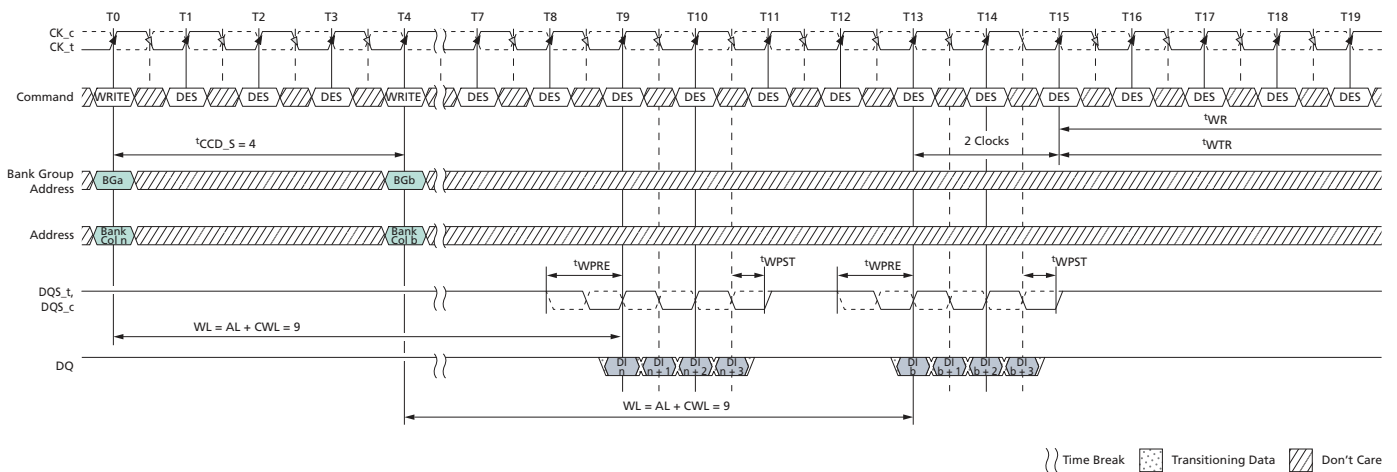 T0 T1 T2 T3 T4 T7 T8 T9 T10 T11 T12 T13 T14 T15 T16 T17 T18 T19
CK_c
CK_t
Command WRITE DES DES DES WRITE DES DES DES DES DES DES DES DES DES DES DES DES DES
tWR
tCCD_S = 4 2 Clocks tWTR
Bank Group
Address
BGa BGb
Address
Bank
Col n
Bank
Col b
tWPRE tWPST tWPRE tWPST
DQS_t,
DQS_c
WL = AL + CWL = 9
DQ
DI
n
DI
n + 1
DI
n + 2
DI
n + 3
DI
b
DI
b + 1
DI
b + 2
DI
b + 3
WL = AL + CWL = 9
Time Break Transitioning Data Don't Care